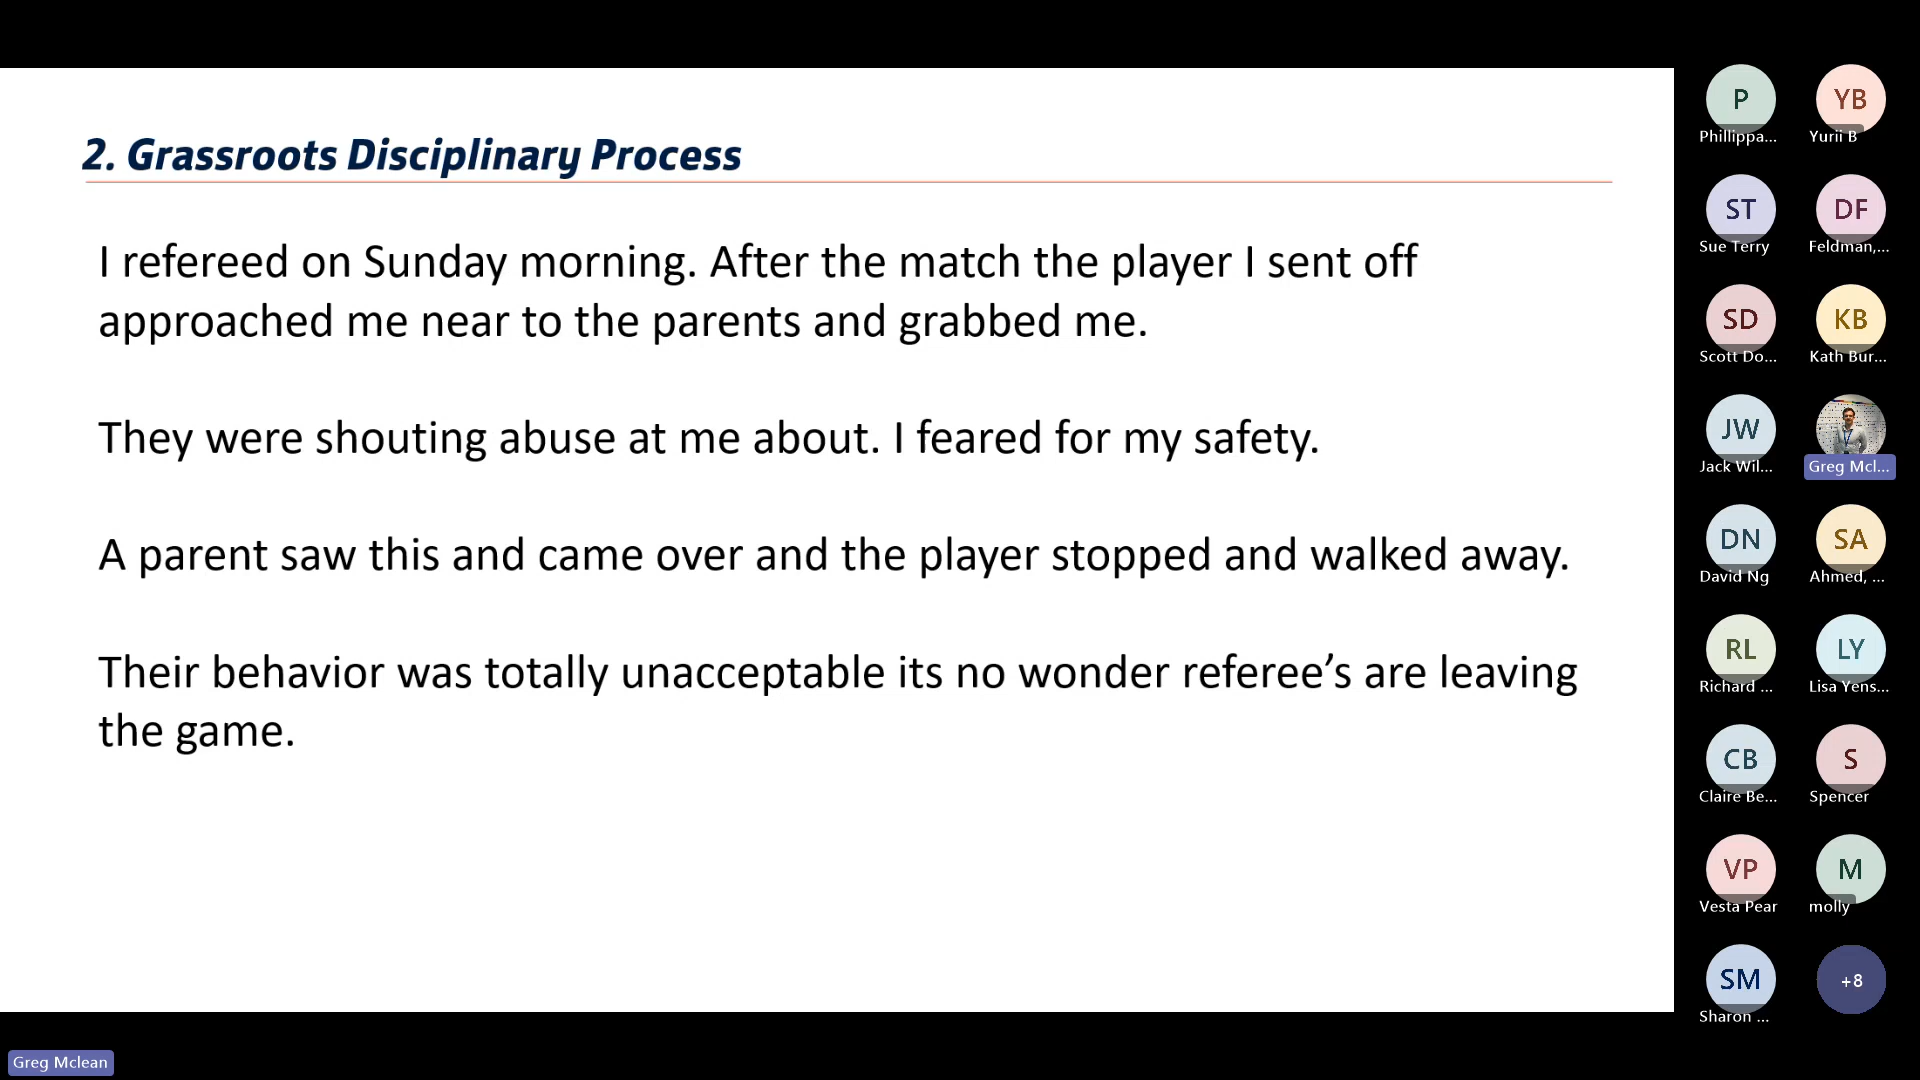 2. Grassroots Disciplinary Process
I refereed on Sunday morning. After the match the player I sent off
approached me near to the parents and grabbed me.
They were shouting abuse at me about. I feared for my safety.
A parent saw this and came over and the player stopped and walked away.
Their behavior was totally unacceptable its no wonder referee’s are leaving
the game.
P
Phillippa...
YB
Yurii B
ST
Sue Terry
DF
Feldman,...
SD
Scott Do...
KB
Kath Bur...
JW
Jack Wil...
Greg Mcl...
DN
David Ng
SA
Ahmed, ...
RL
Richard ...
LY
Lisa Yens...
CB
Claire Be...
S
Spencer
VP
Vesta Pear
M
molly
SM
Sharon ...
+8
Greg Mclean